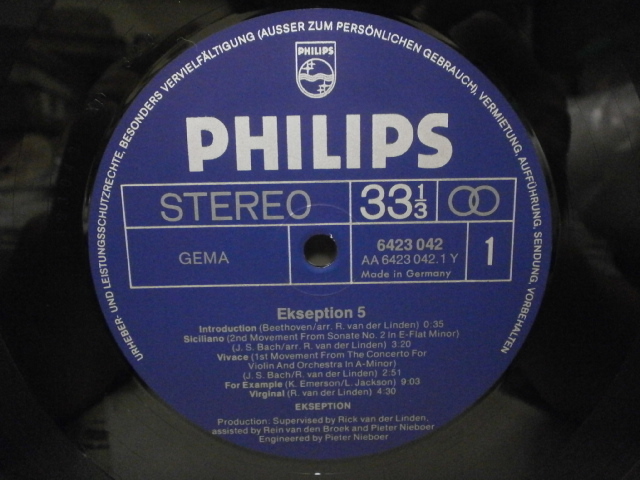 URHEBER- UND LEISTUNGSSCHUTZRECHTE, BESONDERS VERVIELFÄLTIGUNG (AUSSER ZUM PERSÖNLICHEN GEBRAUCH), VERMIETUNG, AUFFÜHRUNG, SENDUNG, VORBEHALTEN
PHILIPS
PHILIPS
STEREO 33 1/3
GEMA
6423 042
AA 6423 042.1 Y
Made in Germany
1
Ekseption 5
Introduction (Beethoven/arr. R. van der Linden) 0:35
Siciliano (2nd Movement From Sonate No. 2 in E-Flat Minor)
(J. S. Bach/arr. R. van der Linden) 3.20
Vivace (1st Movement From The Concerto For
Violin And Orchestra In A-Minor)
(J. S. Bach/R. van der Linden) 2:51
For Example (K. Emerson/L. Jackson) 9:03
Virginal (R. van der Linden) 4:30
EKSEPTION
Production: Supervised by Rick van der Linden,
assisted by Rein van den Broek and Pieter Nieboer
Engineered by Pieter Nieboer